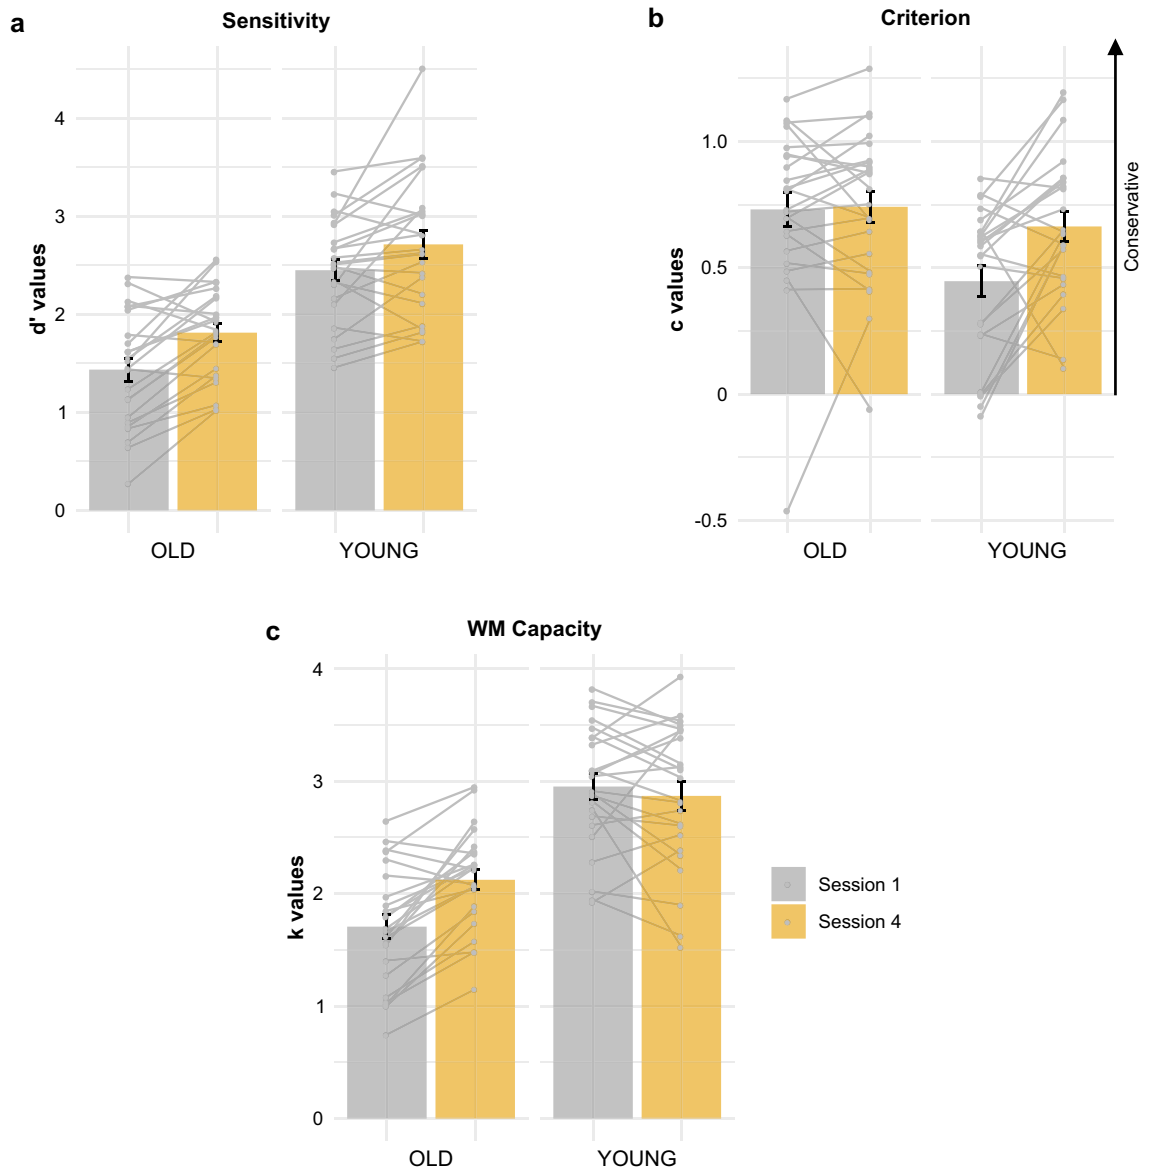 a
Sensitivity
d' values
4
3
2
1
0
OLD
YOUNG
b
Criterion
c values
1.0
0.5
0
-0.5
OLD
YOUNG
Conservative
c
WM Capacity
k values
4
3
2
1
0
OLD
YOUNG
Session 1
Session 4